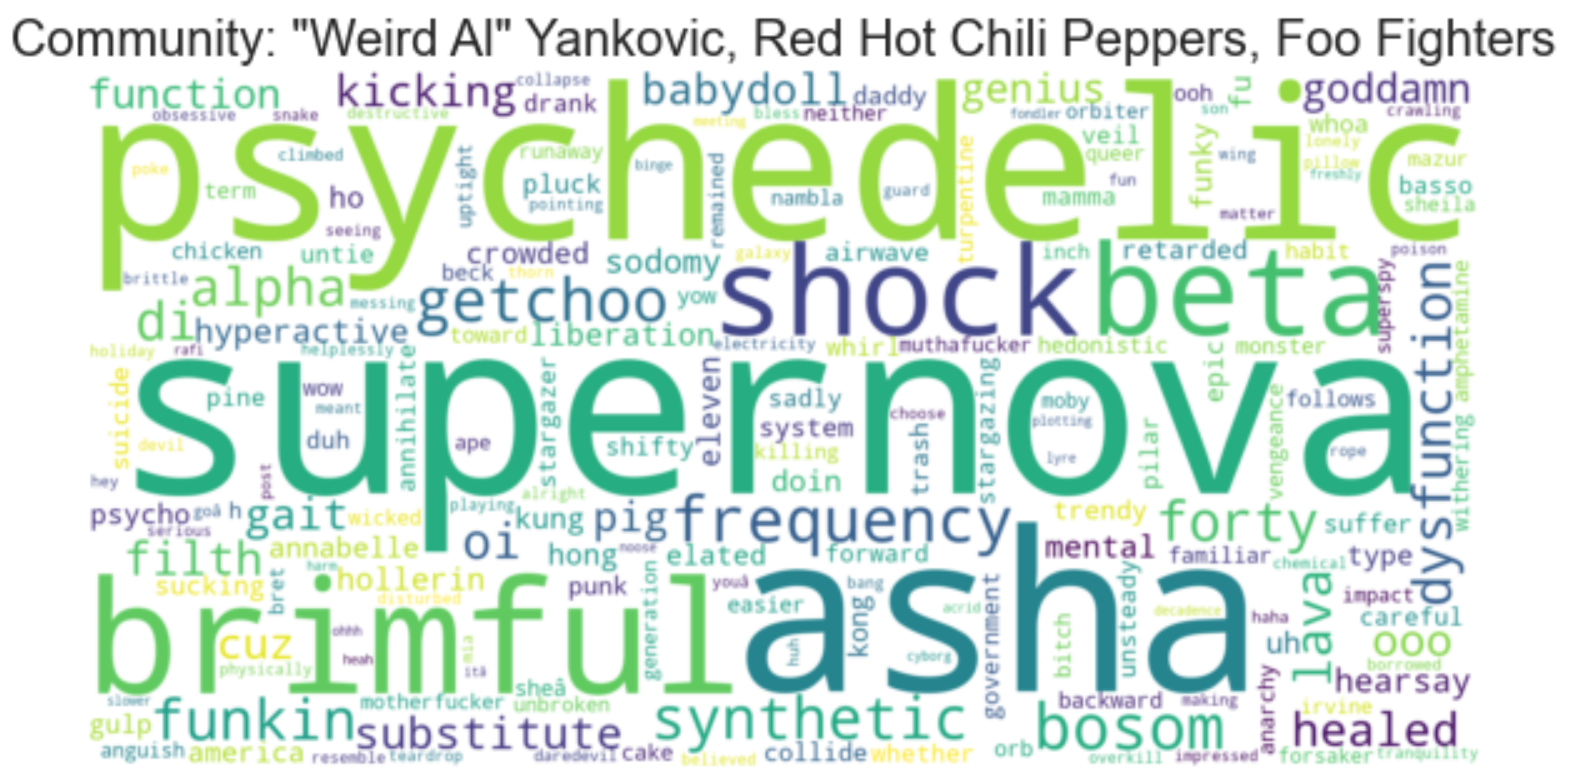 Community: "Weird Al" Yankovic, Red Hot Chili Peppers, Foo Fighters
function kicking collapse babydoll daddy genius ooh fu goddamn
obsessive snake destructive drank bless neither fondler orbiter son crawling
psychedelic
meeting veil whoa lonely
poke climbed runaway uptight binge remained turpentine queer funky wing pillow freshly mazur
term ho pluck pointing nambla guard mamma fun matter basso sheila
seeing
chicken untie crowded sodomy galaxy airwave inch retarded habit poison
brittle alpha messing beck thorn getchoo yow shock beta superspy
di hyperactive toward liberation electricity whirl muthafucker hedonistic monster amphetamine
holiday rafi helplessly
supernova
suicide pine wow meant annihilate stargazer eleven sadly choose stargazing moby plotting epic vengeance follows dysfunction
devil duh ape shifty system killing trash lyre pilar rope withering
hey post doin
psycho goâ h gait wicked playing alright kung pig frequency trendy forty suffer
serious
filth annabelle oi hong noose elated forward mental familiar chemical type
sucking bret harm hollerin disturbed punk generation youâ bang government unsteady decadence lava impact
brimful asha
cuz ohhh easier kong acrid haha careful
physically heah mia itâ huh cyborg bitch uh ooo borrowed
slower motherfucker sheâ unbroken backward making anarchy hearsay
gulp funkin substitute synthetic bosom irvine healed
anguish america resemble teardrop daredevil cake believed collide whether orb overkill impressed forsaker tranquility